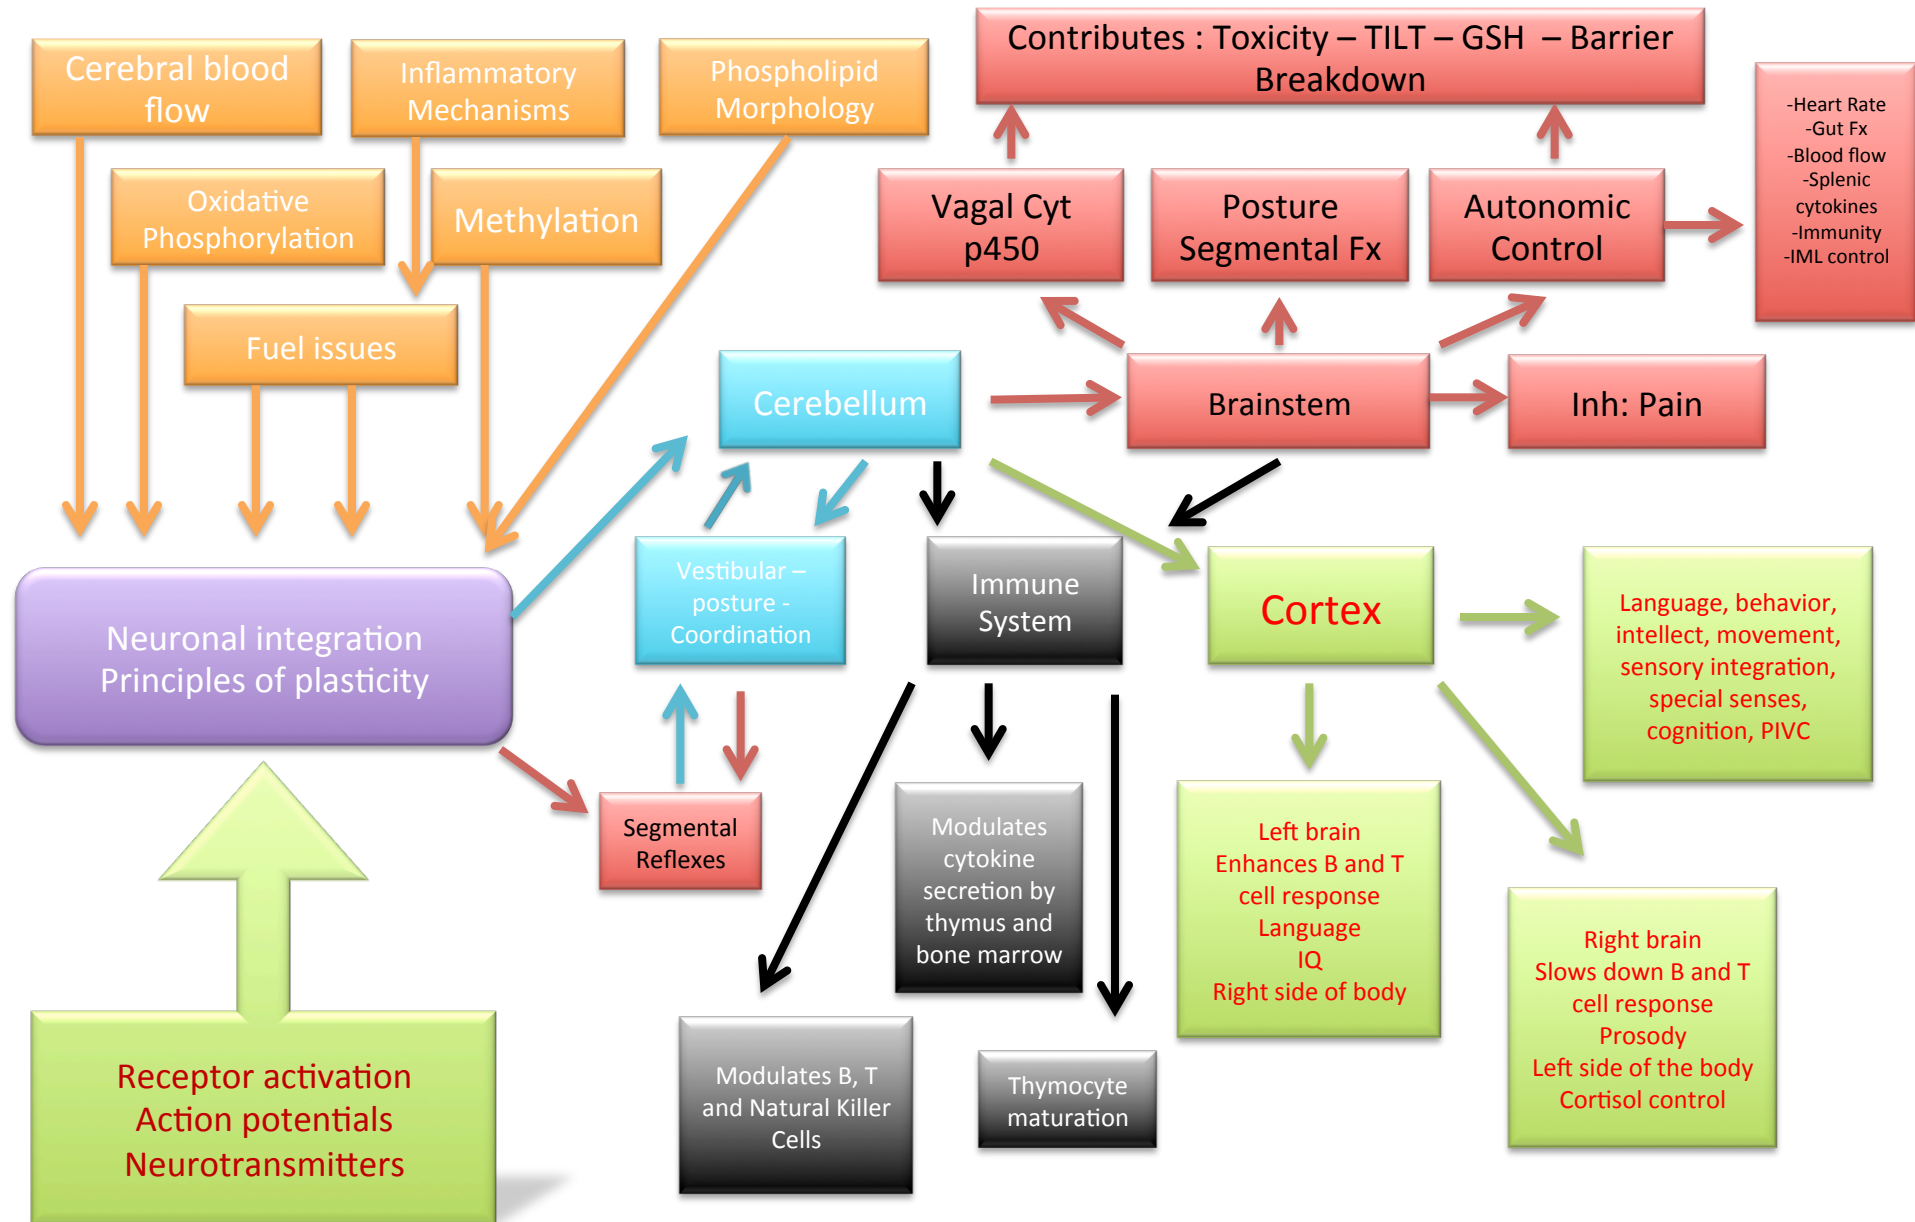 Cerebral blood
flow
Inflammatory
Mechanisms
Phospholipid
Morphology
Contributes : Toxicity – TILT – GSH – Barrier
Breakdown
-Heart Rate
-Gut Fx
-Blood flow
-Splenic
cytokines
-Immunity
-IML control
Oxidative
Phosphorylation
Methylation
Vagal Cyt
p450
Posture
Segmental Fx
Autonomic
Control
Fuel issues
Cerebellum
Brainstem
Inh: Pain
Neuronal integration
Principles of plasticity
Vestibular –
posture -
Coordination
Immune
System
Cortex
Language, behavior,
intellect, movement,
sensory integration,
special senses,
cognition, PIVC
Segmental
Reflexes
Modulates
cytokine
secretion by
thymus and
bone marrow
Left brain
Enhances B and T
cell response
Language
IQ
Right side of body
Right brain
Slows down B and T
cell response
Prosody
Left side of the body
Cortisol control
Receptor activation
Action potentials
Neurotransmitters
Modulates B, T
and Natural Killer
Cells
Thymocyte
maturation